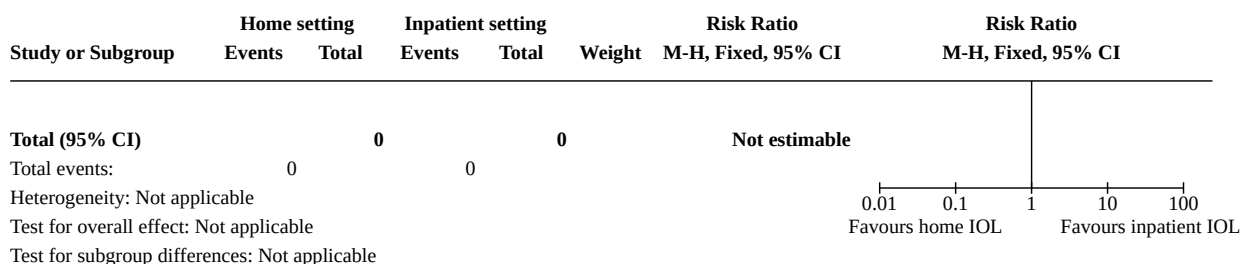 Home setting Inpatient setting Risk Ratio Risk Ratio
Study or Subgroup Events Total Events Total Weight M-H, Fixed, 95% CI M-H, Fixed, 95% CI
Total (95% CI) 0 0 Not estimable
Total events: 0 0
Heterogeneity: Not applicable
0.01 0.1 1 10 100
Test for overall effect: Not applicable Favours home IOL Favours inpatient IOL
Test for subgroup differences: Not applicable